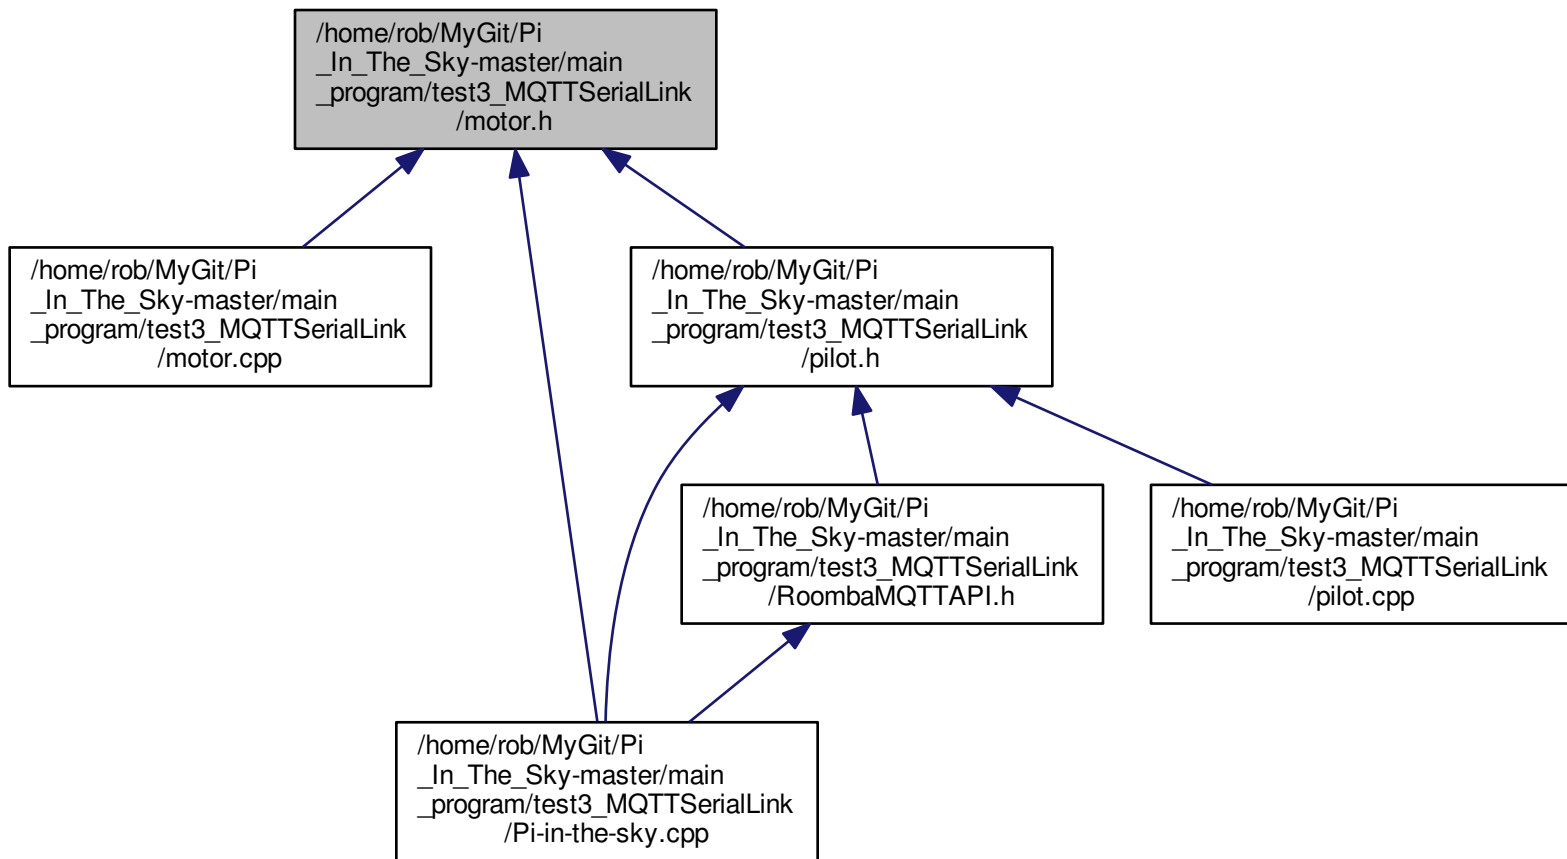 /home/rob/MyGit/Pi
_In_The_Sky-master/main
_program/test3_MQTTSerialLink
/motor.h
/home/rob/MyGit/Pi
_In_The_Sky-master/main
_program/test3_MQTTSerialLink
/motor.cpp
/home/rob/MyGit/Pi
_In_The_Sky-master/main
_program/test3_MQTTSerialLink
/pilot.h
/home/rob/MyGit/Pi
_In_The_Sky-master/main
_program/test3_MQTTSerialLink
/RoombaMQTTAPI.h
/home/rob/MyGit/Pi
_In_The_Sky-master/main
_program/test3_MQTTSerialLink
/pilot.cpp
/home/rob/MyGit/Pi
_In_The_Sky-master/main
_program/test3_MQTTSerialLink
/Pi-in-the-sky.cpp